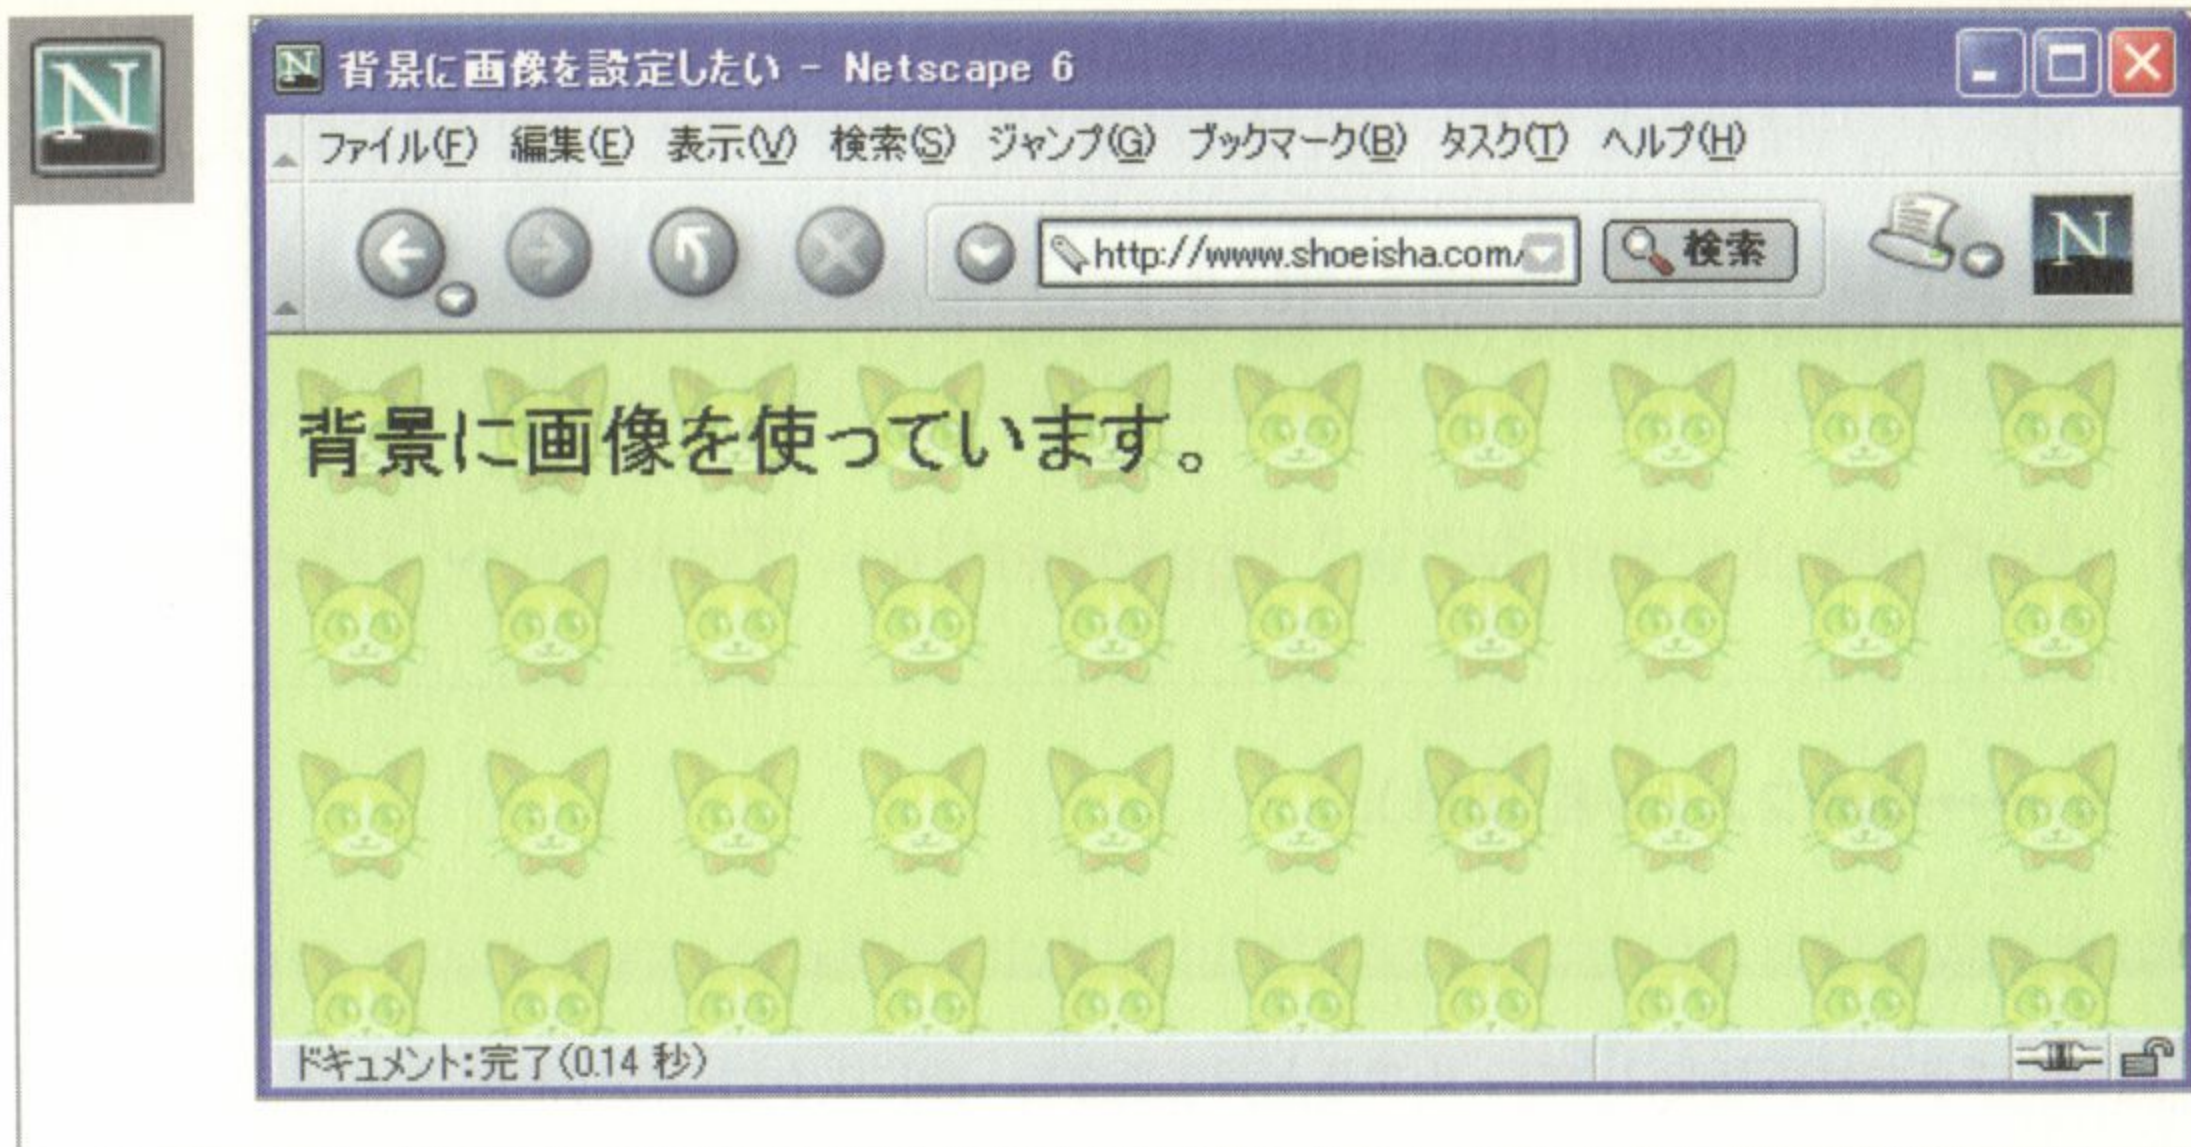 N
背景に画像を設定したい - Netscape 6
ファイル(F) 編集(E) 表示(V) 検索(S) ジャンプ(G) ブックマーク(B) タスク(T) ヘルプ(H)
http://www.shoeisha.com/ 検索 N
背景に画像を使っています。
ドキュメント:完了(0.14 秒)